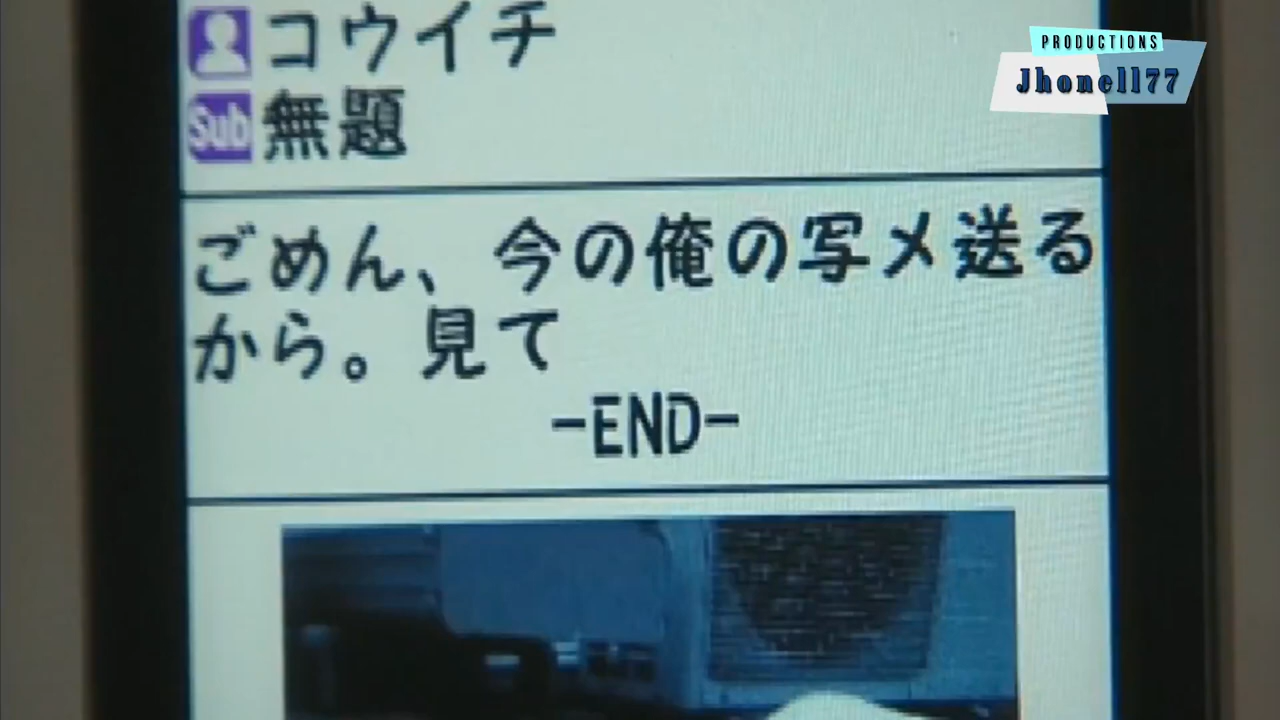 PRODUCTIONS
Jhonell77
コウイチ
Sub 無題
ごめん、今の俺の写メ送る
から。見て
-END-